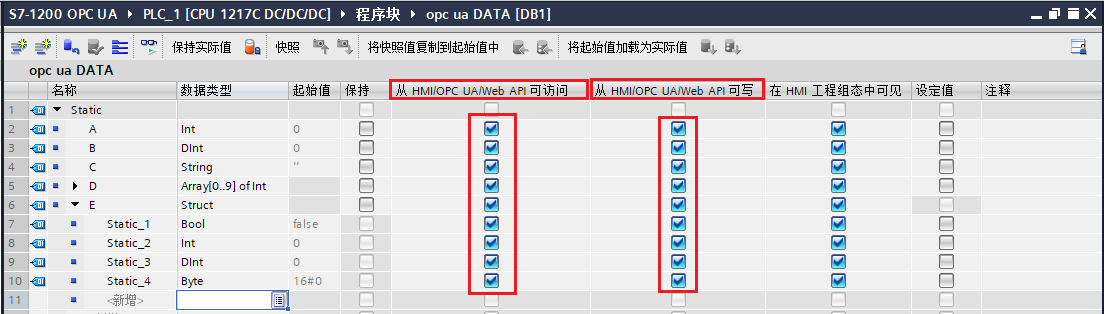 S7-1200 OPC UA ▸ PLC_1 [CPU 1217C DC/DC/DC] ▸ 程序块 ▸ opc ua DATA [DB1]
保持实际值 快照 将快照值复制到起始值中 将起始值加载为实际值
opc ua DATA
名称 数据类型 起始值 保持 从 HMI/OPC UA/Web API 可访问 从 HMI/OPC UA/Web API 可写 在 HMI 工程组态中可见 设定值 注释
1 Static
2 A Int 0
3 B DInt 0
4 C String ''
5 D Array[0..9] of Int
6 E Struct
7 Static_1 Bool false
8 Static_2 Int 0
9 Static_3 DInt 0
10 Static_4 Byte 16#0
11 <新增>